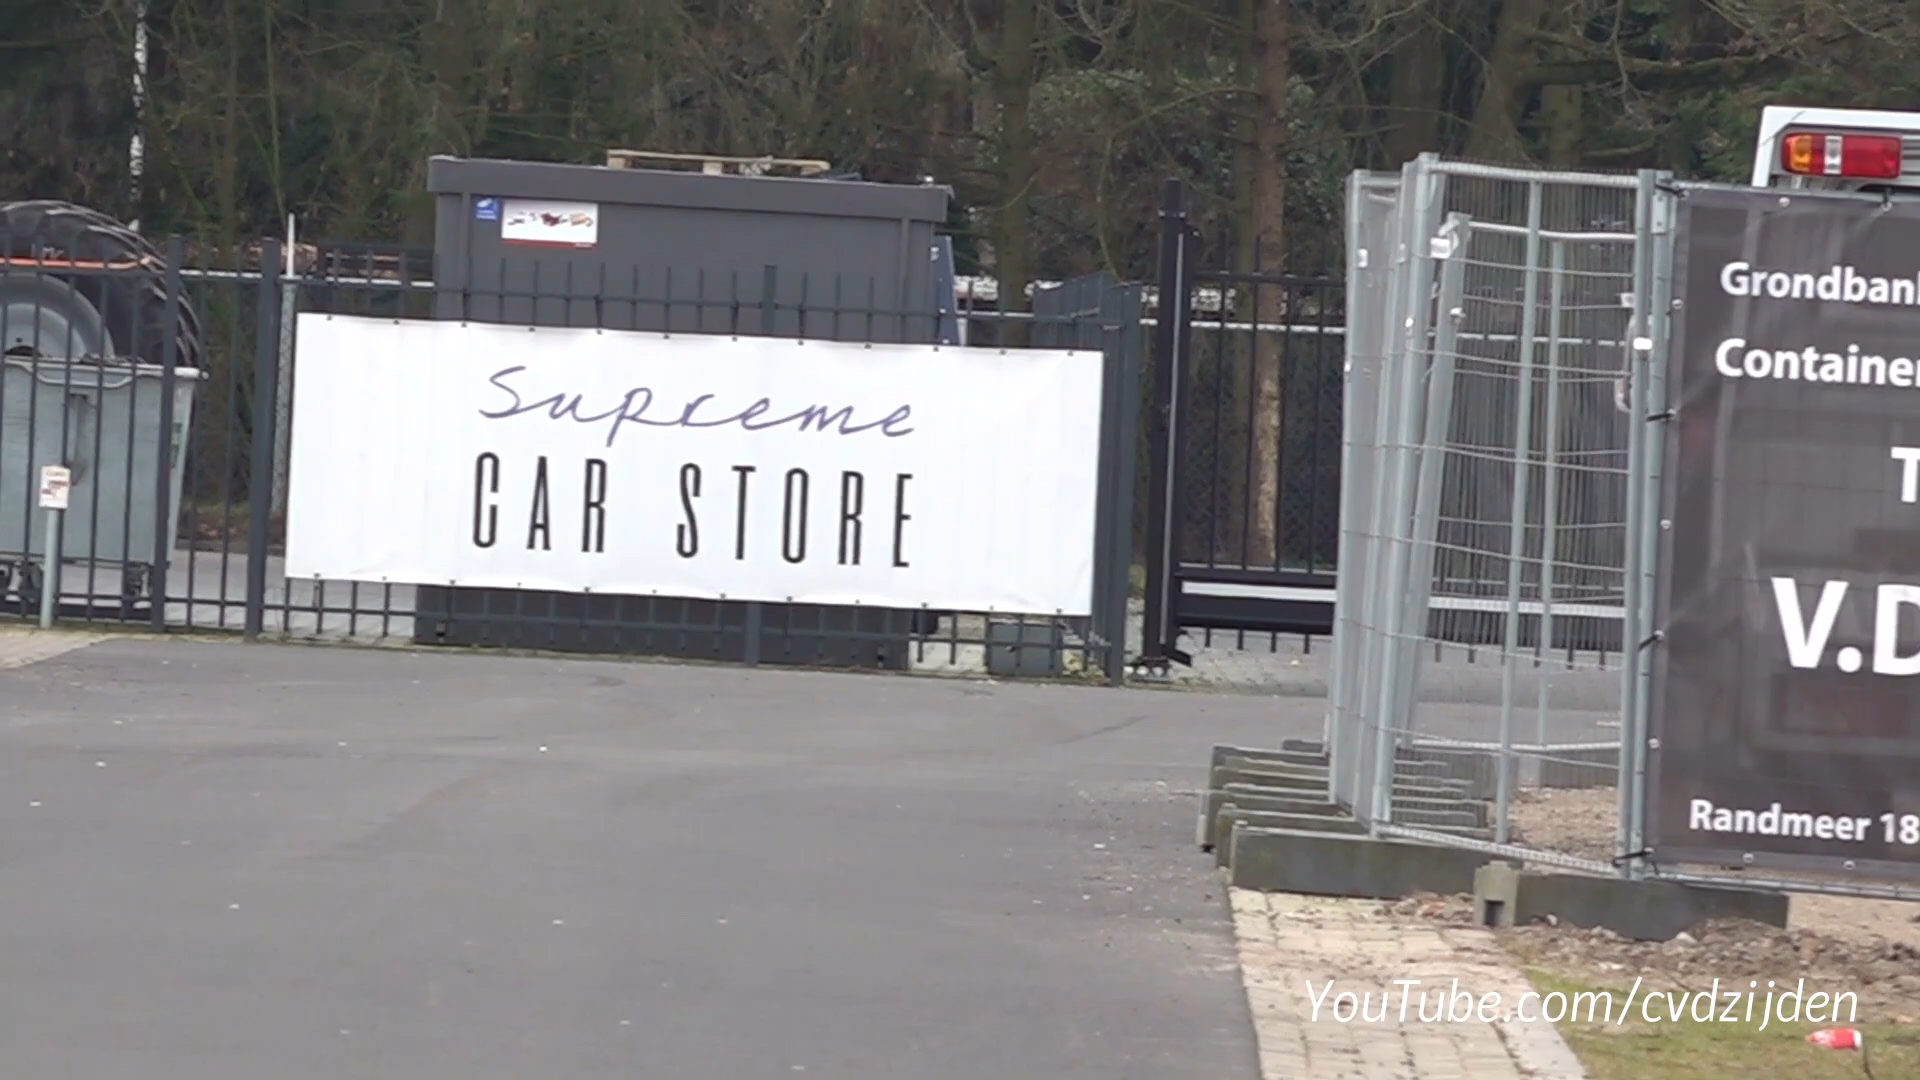 Supreme
CAR STORE
Grondbank
Container
T
V.D
Randmeer 18
YouTube.com/cvdzijden